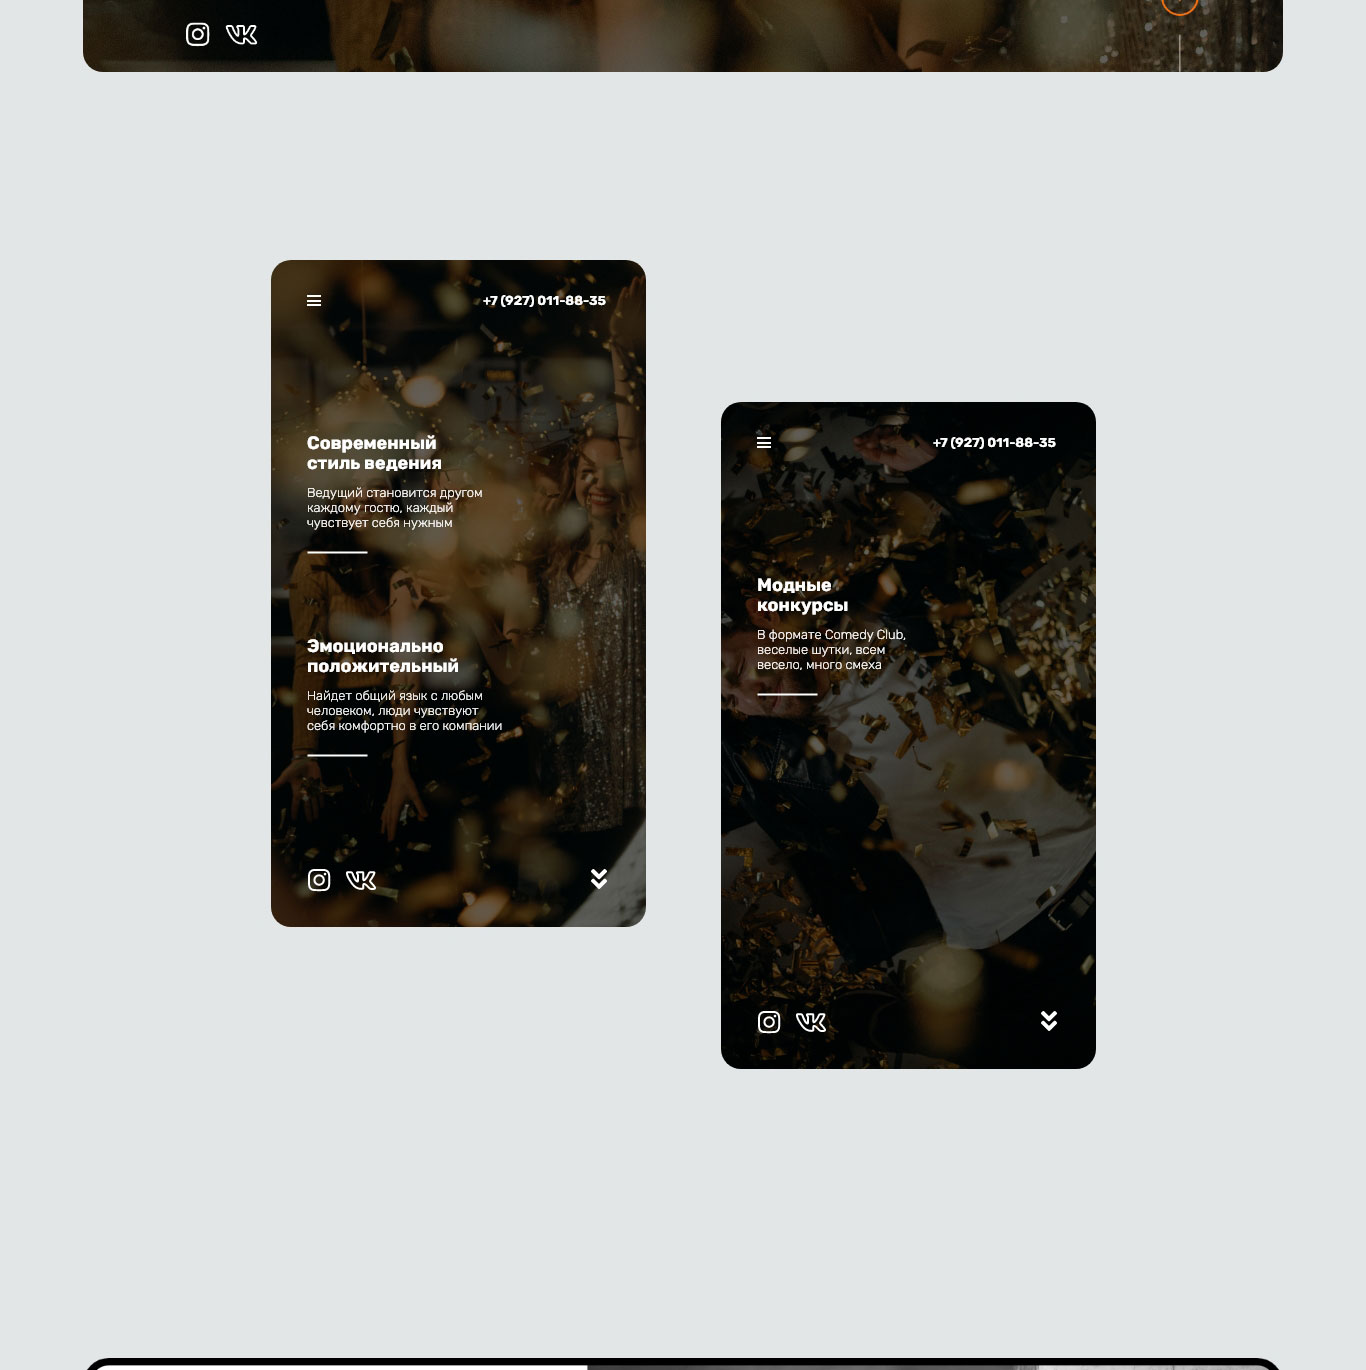 +7 (927) 011-88-35
Современный
стиль ведения
Ведущий становится другом
каждому гостю, каждый
чувствует себя нужным
Эмоционально
положительный
Найдет общий язык с любым
человеком, люди чувствуют
себя комфортно в его компании
+7 (927) 011-88-35
Модные
конкурсы
В формате Comedy Club,
веселые шутки, всем
весело, много смеха